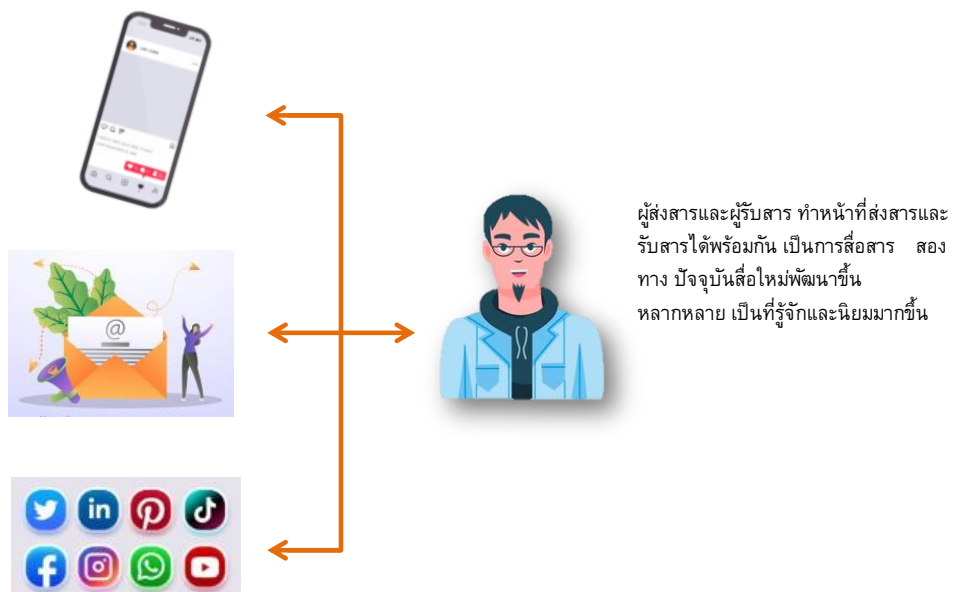 ผู้ส่งสารและผู้รับสาร ทำหน้าที่ส่งสารและ
รับสารได้พร้อมกัน เป็นการสื่อสาร สอง
ทาง ปัจจุบันสื่อใหม่พัฒนาขึ้น
หลากหลาย เป็นที่รู้จักและนิยมมากขึ้น
@
in